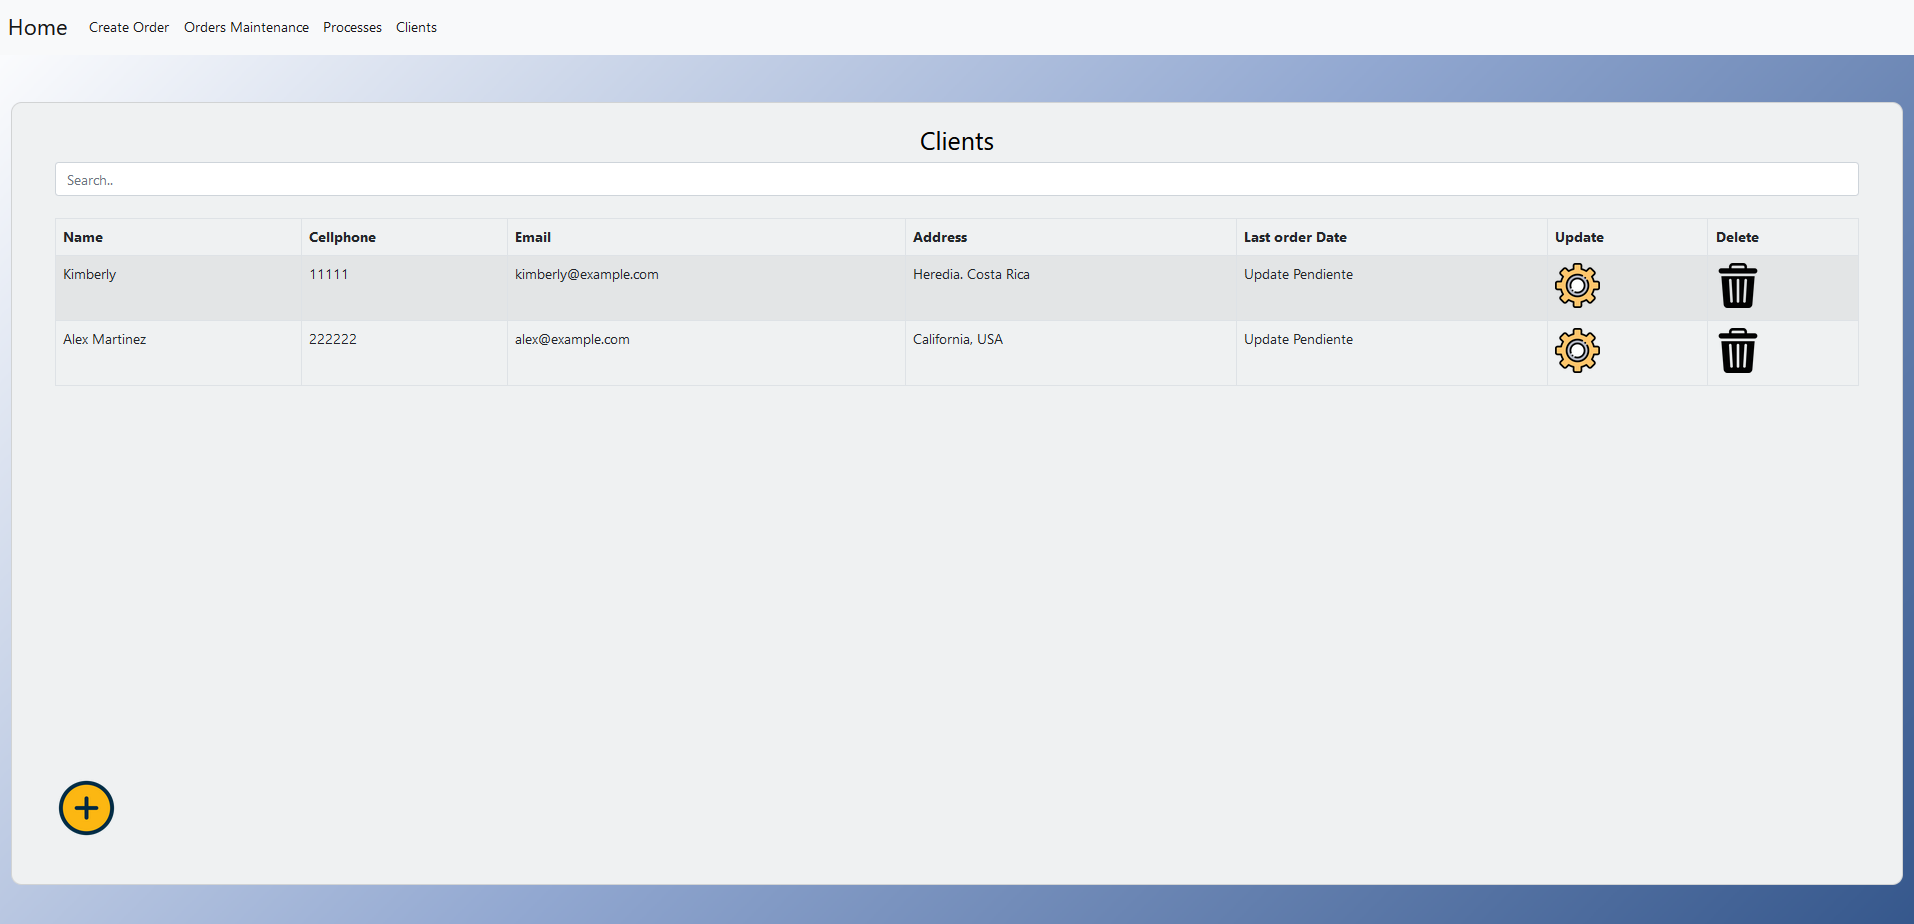 Home Create Order Orders Maintenance Processes Clients
Clients
Search..
Name Cellphone Email Address Last order Date Update Delete
Kimberly 11111 kimberly@example.com Heredia. Costa Rica Update Pendiente
Alex Martinez 222222 alex@example.com California, USA Update Pendiente